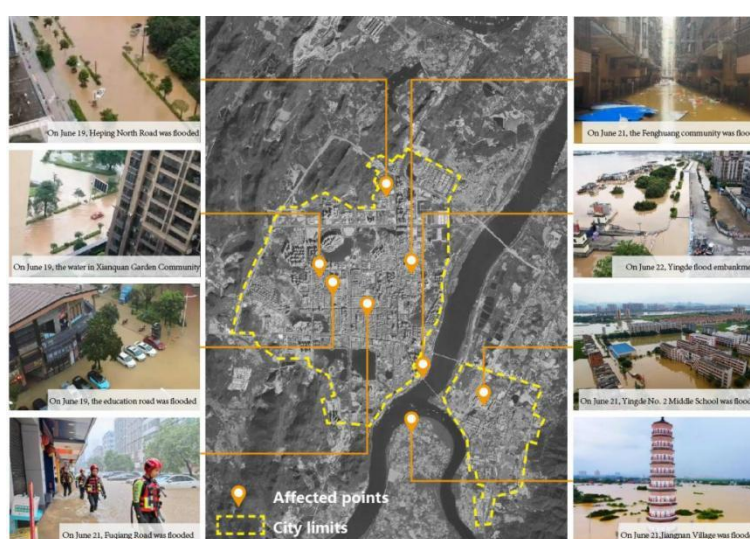 On June 19, Heping North Road was flooded
On June 19, the water in Xianquan Garden Community
On June 19, the education road was flooded
On June 21, Fuqiang Road was flooded
Affected points
City limits
On June 21, the Fenghuang community was floo
On June 22, Yingde flood embankme
On June 21, Yingde No. 2 Middle School was flood
On June 21, Jiangnan Village was flood